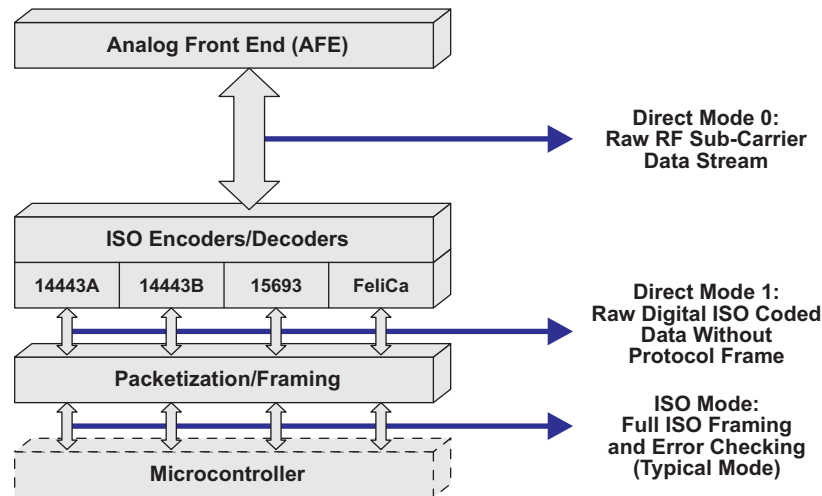 Analog Front End (AFE)
Direct Mode 0:
Raw RF Sub-Carrier
Data Stream
ISO Encoders/Decoders
14443A
14443B
15693
FeliCa
Direct Mode 1:
Raw Digital ISO Coded
Data Without
Protocol Frame
Packetization/Framing
ISO Mode:
Full ISO Framing
and Error Checking
(Typical Mode)
Microcontroller